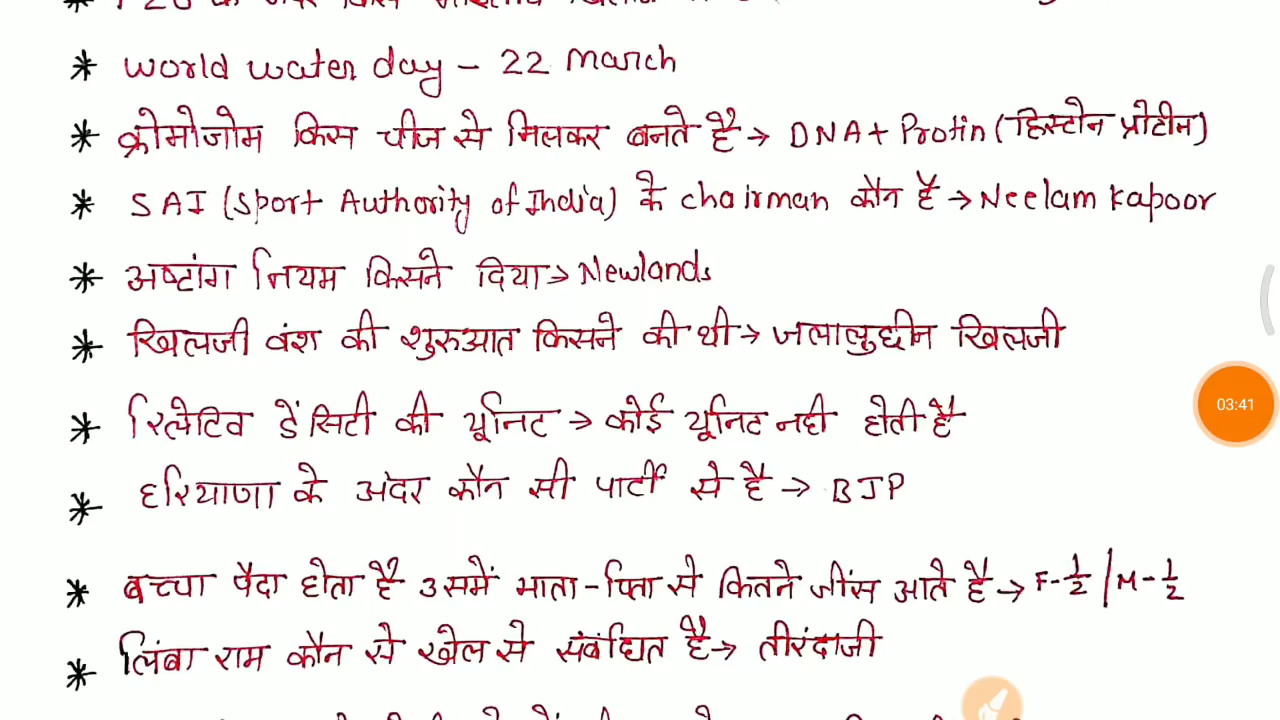 * World water day - 22 March
* क्रोमोजोम किस चीज से मिलकर बनते है → DNA + Protin (हिस्टोन प्रोटीन)
* SAI (Sport Authority of India) के chairman कौन है → Neelam kapoor
* अष्टांग नियम किसने दिया → Newlands
* खिलजी वंश की शुरुआत किसने की थी → जलालुद्दीन खिलजी
* रिलेटिव डेंसिटी की यूनिट → कोई यूनिट नही होती है
* हरियाणा के अंदर कौन सी पार्टी से है → BJP
03:41
* बच्चा पैदा होता है उसमें माता-पिता से कितने जींस आते है → F-1/2 / M-1/2
* लिंबा राम कौन से खेल से संबंधित है → तीरंदाजी